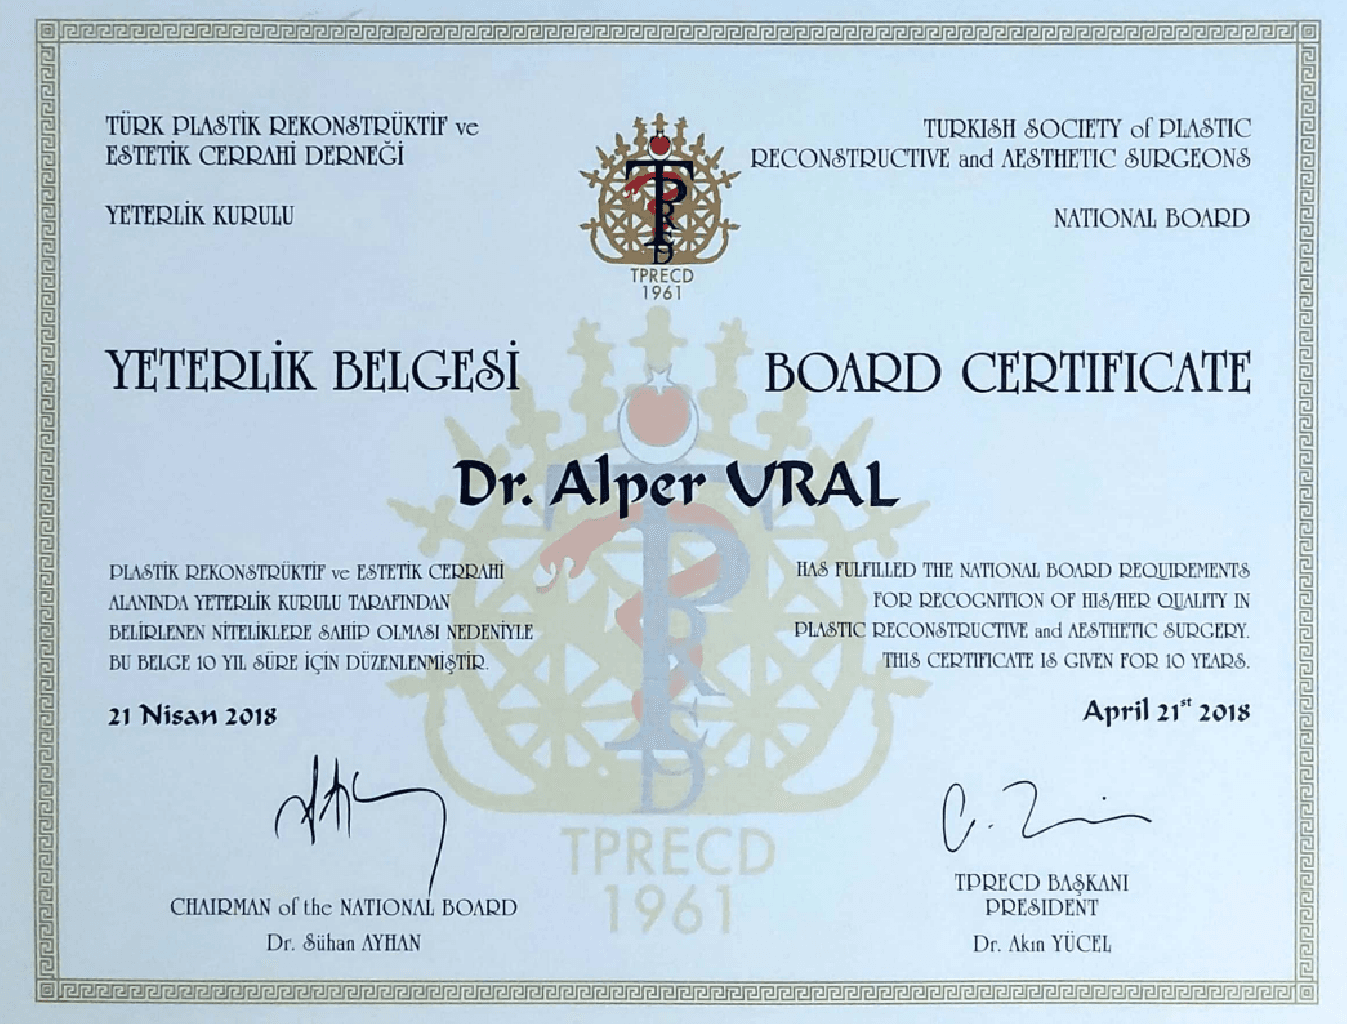 TÜRK PLASTİK REKONSTRÜKTİF ve
ESTETİK CERRAHİ DERNEĞİ
YETERLİK KURULU
TPRECD
TPRECD
1961
TURKISH SOCIETY of PLASTIC
RECONSTRUCTIVE and AESTHETIC SURGEONS
NATIONAL BOARD
YETERLİK BELGESİ
BOARD CERTIFICATE
Dr. Alper URAL
PLASTİK REKONSTRÜKTİF ve ESTETİK CERRAHİ
ALANINDA YETERLİK KURULU TARAFINDAN
BELİRLENEN NİTELİKLERE SAHİP OLMASI NEDENİYLE
BU BELGE 10 YIL SÜRE İÇİN DÜZENLENMİŞTİR.
21 Nisan 2018
HAS FULFILLED THE NATIONAL BOARD REQUIREMENTS
FOR RECOGNITION OF HIS/HER QUALITY IN
PLASTIC RECONSTRUCTIVE and AESTHETIC SURGERY.
THIS CERTIFICATE IS GIVEN FOR 10 YEARS.
April 21st 2018
TPRECD
TPRECD
1961
CHAIRMAN of the NATIONAL BOARD
Dr. Sühan AYHAN
TPRECD BAŞKANI
PRESIDENT
Dr. Akın YÜCEL